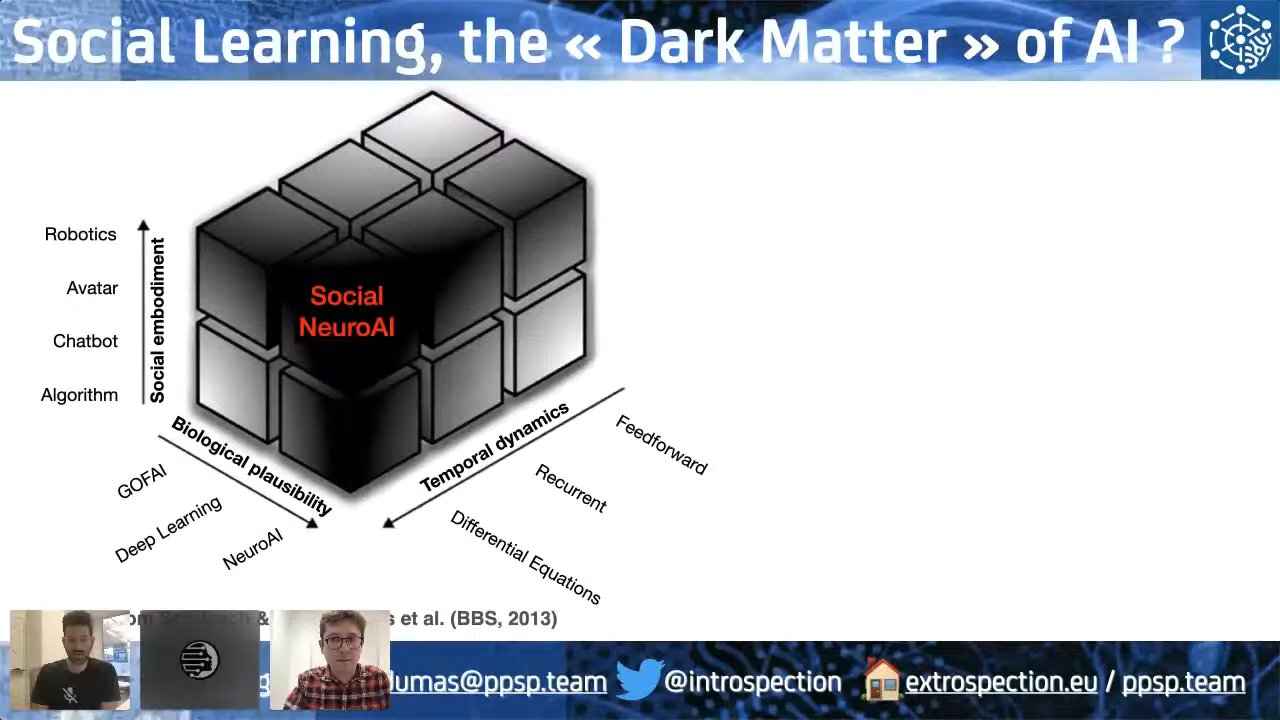 Social Learning, the « Dark Matter » of AI ?
Robotics
Avatar
Chatbot
Algorithm
Social embodiment
Social
NeuroAI
Biological plausibility
GOFAI
Deep Learning
NeuroAI
Temporal dynamics
Feedforward
Recurrent
Differential Equations
& s et al. (BBS, 2013)
dumas@ppsp.team @introspection extrospection.eu / ppsp.team